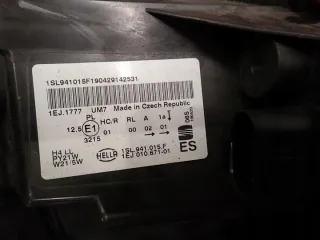 1SL941015F190429142531
1EJ.1777 UM7 Made in Czech Republic
PL HC/R RL A 1a
12.5 E1 01 00 02 01
3215
ES
H4 LL
PY21W
W21/5W
HELLA
1SL.941.015.F
1EJ 010.871-01